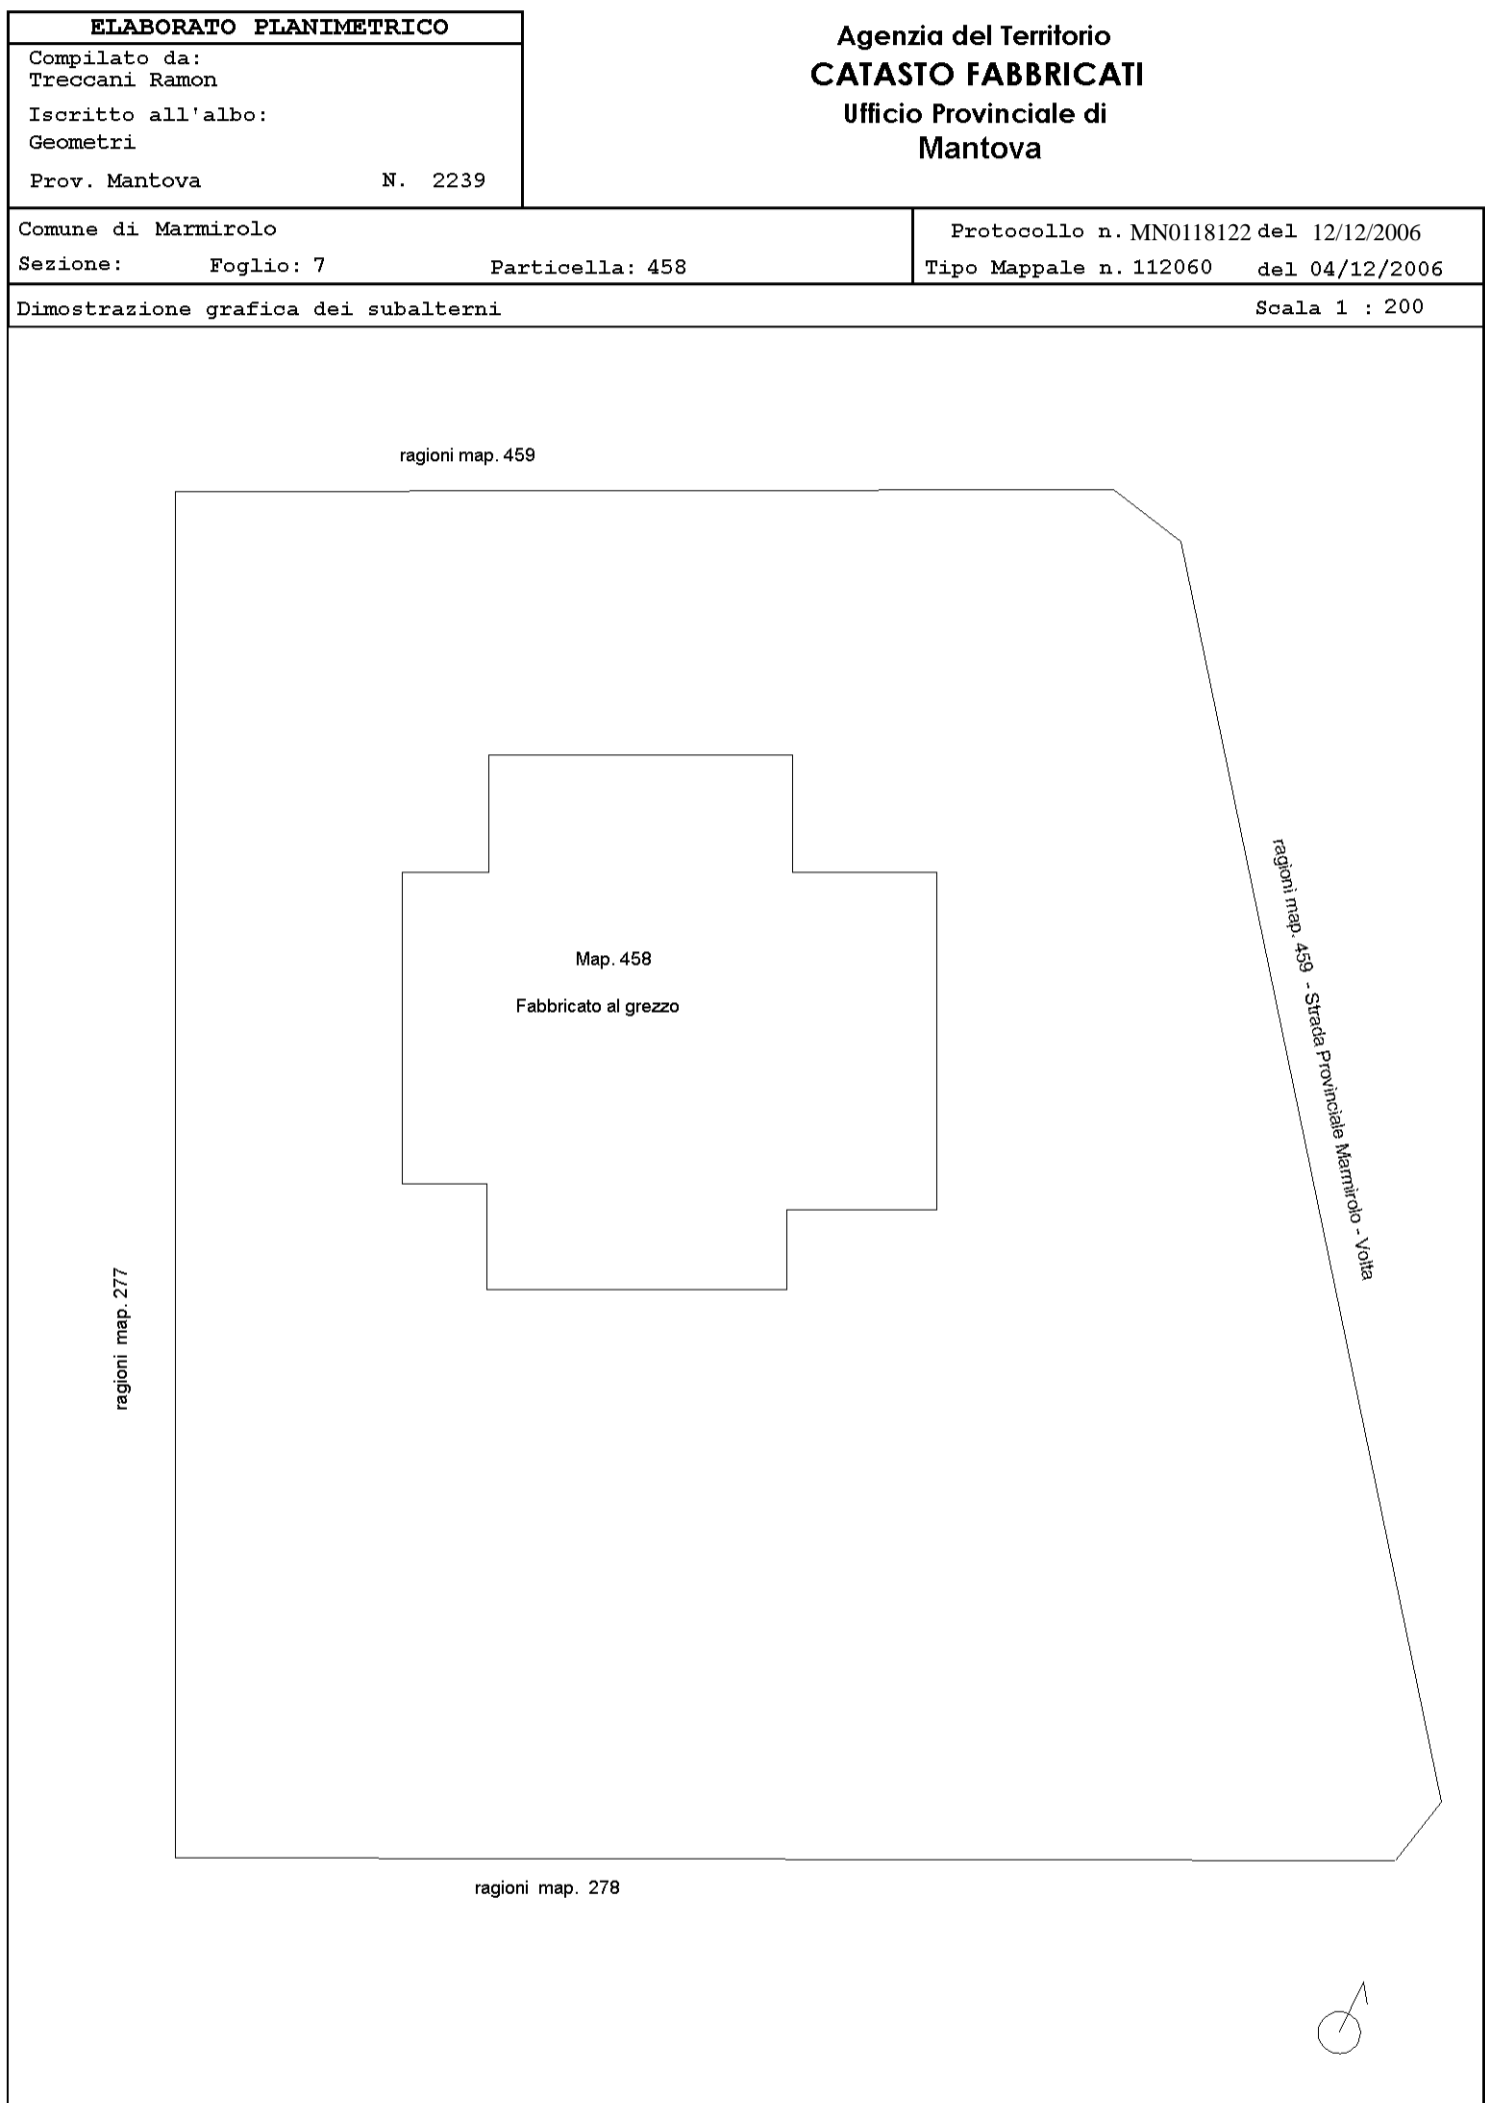 ELABORATO PLANIMETRICO
Compilato da:
Treccani Ramon
Iscritto all'albo:
Geometri
Prov. Mantova N. 2239
Agenzia del Territorio
CATASTO FABBRICATI
Ufficio Provinciale di
Mantova
Comune di Marmirolo
Sezione: Foglio: 7 Particella: 458
Protocollo n. MN0118122 del 12/12/2006
Tipo Mappale n. 112060 del 04/12/2006
Dimostrazione grafica dei subalterni Scala 1 : 200
ragioni map. 459
Map. 458
Fabbricato al grezzo
ragioni map. 459 - Strada Provinciale Marmirolo - Volta
ragioni map. 277
ragioni map. 278